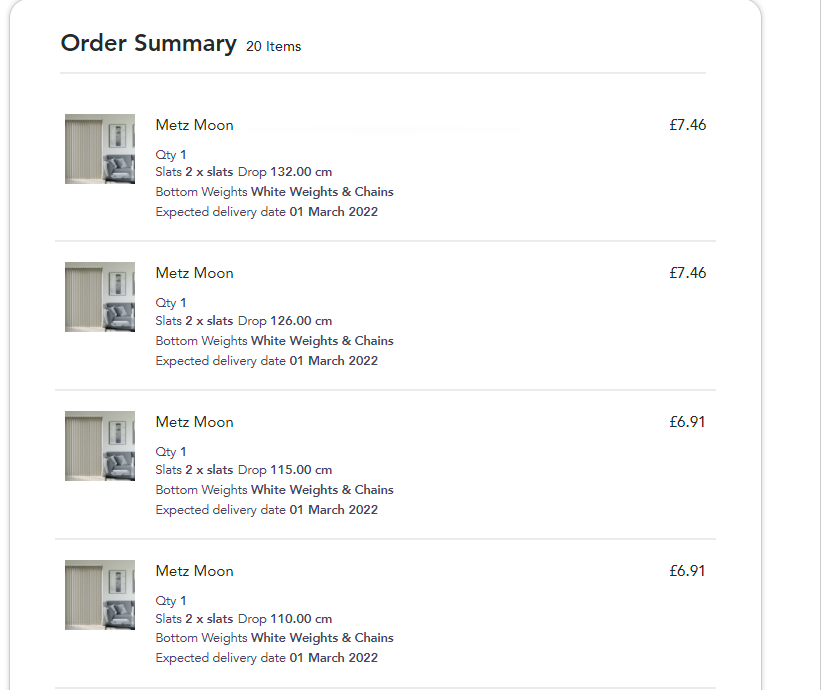 Order Summary 20 Items
Metz Moon £7.46
Qty 1
Slats 2 x slats Drop 132.00 cm
Bottom Weights White Weights & Chains
Expected delivery date 01 March 2022
Metz Moon £7.46
Qty 1
Slats 2 x slats Drop 126.00 cm
Bottom Weights White Weights & Chains
Expected delivery date 01 March 2022
Metz Moon £6.91
Qty 1
Slats 2 x slats Drop 115.00 cm
Bottom Weights White Weights & Chains
Expected delivery date 01 March 2022
Metz Moon £6.91
Qty 1
Slats 2 x slats Drop 110.00 cm
Bottom Weights White Weights & Chains
Expected delivery date 01 March 2022